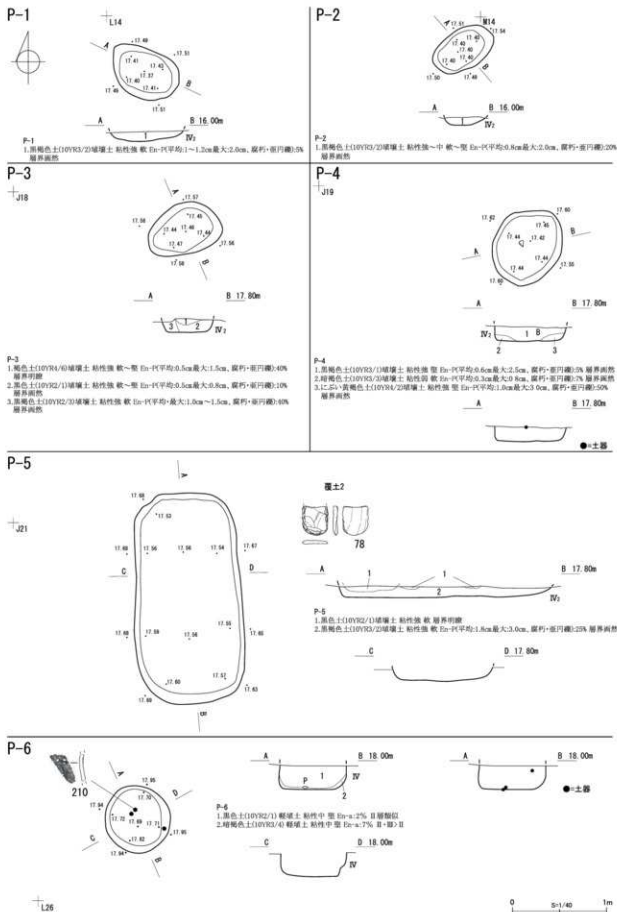 P-1
L14
A
17.49
17.51
17.41
17.43
17.37
17.40
17.41
B
17.51
A
B 16.00m
1
Ⅳ2
P-1
1.黒褐色土(10YR3/2)埴壌土 粘性強 軟 En-P(平均:1～1.2cm最大:2.0cm、腐朽・亜円礫):5%
層界画然
P-2
M14
A
17.51
17.54
17.40
17.40
17.40
17.50
B
A
B 16.00m
1
Ⅳ2
P-2
1.黒褐色土(10YR3/2)埴壌土 粘性強～中 軟～堅 En-P(平均:0.8cm最大:2.0cm、腐朽・亜円礫):20%
層界画然
P-3
J18
A
17.57
17.44
17.47
17.56
B
A
B 17.80m
1
3
2
Ⅳ2
P-3
1.褐色土(10YR4/6)埴壌土 粘性強 軟～堅 En-P(平均:0.5cm最大:1.5cm、腐朽・亜円礫):40%
層界明瞭
2.黒色土(10YR2/1)埴壌土 粘性強 軟～堅 En-P(平均:0.5cm最大:0.8cm、腐朽・亜円礫):10%
層界画然
3.黒褐色土(10YR2/3)埴壌土 粘性強 軟 En-P(平均・最大:1.0cm～1.5cm、腐朽・亜円礫):40%
層界画然
P-4
J19
17.60
17.62
17.45
17.44
17.42
B
A
17.44
17.44
A
B 17.80m
1
B
Ⅳ2
2
3
P-4
1.黒褐色土(10YR3/1)埴壌土 粘性強 堅 En-P(平均:0.6cm最大:2.5cm、腐朽・亜円礫):5% 層界画然
2.暗褐色土(10YR3/3)埴壌土 粘性強 軟 En-P(平均:0.3cm最大:0.8cm、腐朽・亜円礫):7% 層界画然
3.にぶい黄褐色土(10YR4/2)埴壌土 粘性強 堅 En-P(平均:1.0cm最大:3.0cm、腐朽・亜円礫):50%
層界画然
A
B 17.80m
●=土器
P-5
J21
A
17.68
17.53
17.68
17.56
17.56
17.54
17.67
C
D
17.59
17.56
17.55
17.65
17.60
17.63
17.69
B
覆土2
78
A
1
1
B 17.80m
2
Ⅳ2
P-5
1.黒色土(10YR2/1)埴壌土 粘性強 軟 層界明瞭
2.黒褐色土(10YR3/2)埴壌土 粘性強 軟 En-P(平均:1.8cm最大:3.0cm、腐朽・亜円礫):25% 層界画然
C
D 17.80m
P-6
210
A
17.95
D
17.70
17.94
17.72
17.69
17.71
17.95
C
17.62
17.94
B
L26
A
B 18.00m
P
1
Ⅳ
2
P-6
1.黒色土(10YR2/1) 軽埴土 粘性中 堅 En-a:2% Ⅱ層類似
2.暗褐色土(10YR3/4) 軽埴土 粘性中 堅 En-a:7% Ⅱ・Ⅲ>Ⅱ
C
D 18.00m
Ⅳ
A
B 18.00m
●=土器
0
S=1/40
1m